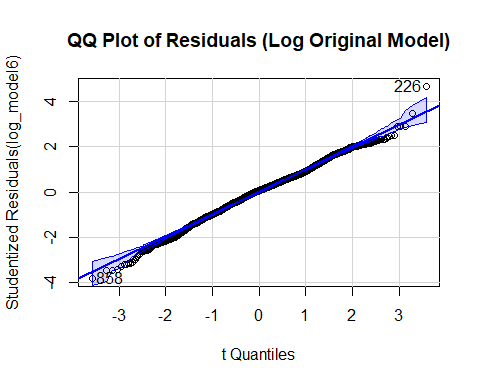 QQ Plot of Residuals (Log Original Model)
Studentized Residuals(log_model6)
4
2
0
-2
-4
226
858
-3 -2 -1 0 1 2 3
t Quantiles